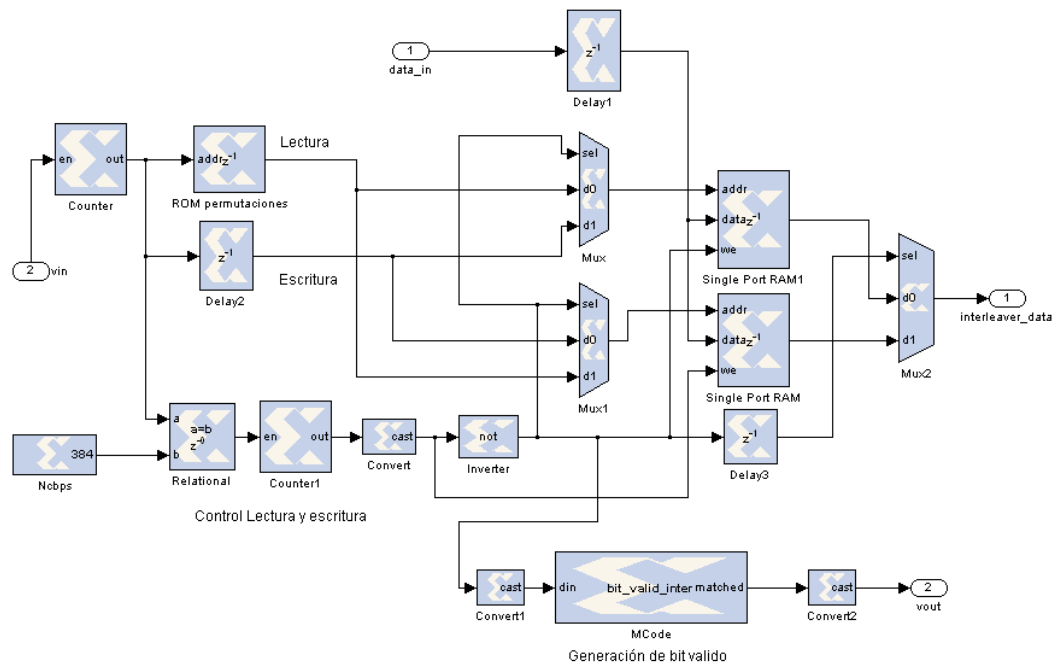 1
data_in
z⁻¹
Delay1
en out
Counter
addr z⁻¹
ROM permutaciones
Lectura
sel
d0
d1
Mux
addr
data z⁻¹
we
Single Port RAM1
2
vin
z⁻¹
Delay2
Escritura
sel
d0
d1
Mux1
addr
data z⁻¹
we
Single Port RAM
sel
d0
d1
Mux2
1
interleaver_data
384
Ncbps
a
b
a=b
z⁻⁰
Relational
en out
Counter1
cast
Convert
not
Inverter
z⁻¹
Delay3
Control Lectura y escritura
cast
Convert1
din bit_valid_inter matched
MCode
cast
Convert2
2
vout
Generación de bit valido